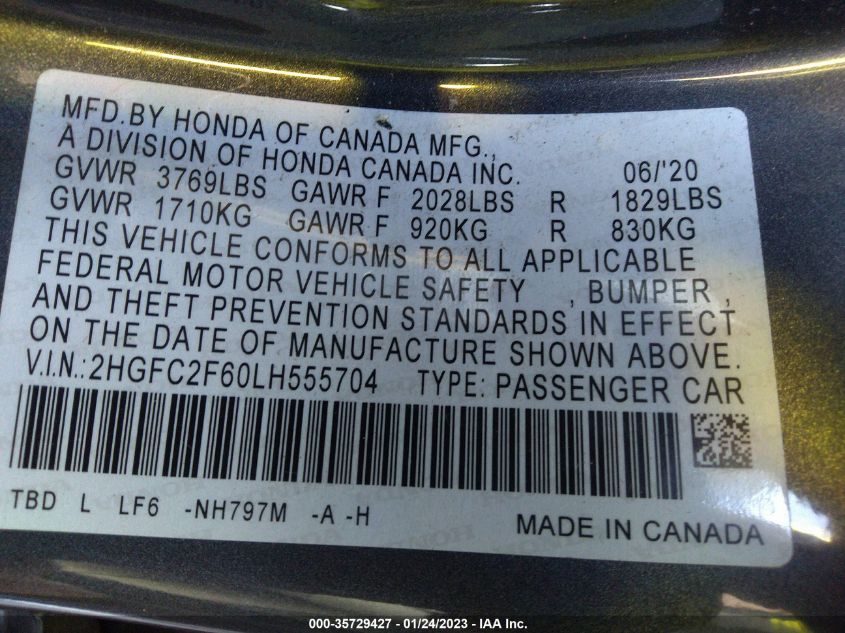 MFD.BY HONDA OF CANADA MFG.,
A DIVISION OF HONDA CANADA INC. 06/'20
GVWR 3769LBS GAWR F 2028LBS R 1829LBS
GVWR 1710KG GAWR F 920KG R 830KG
THIS VEHICLE CONFORMS TO ALL APPLICABLE
FEDERAL MOTOR VEHICLE SAFETY , BUMPER ,
AND THEFT PREVENTION STANDARDS IN EFFECT
ON THE DATE OF MANUFACTURE SHOWN ABOVE.
V.I.N.:2HGFC2F60LH555704 TYPE: PASSENGER CAR
TBD L LF6 -NH797M -A -H MADE IN CANADA
000-35729427 - 01/24/2023 - IAA Inc.